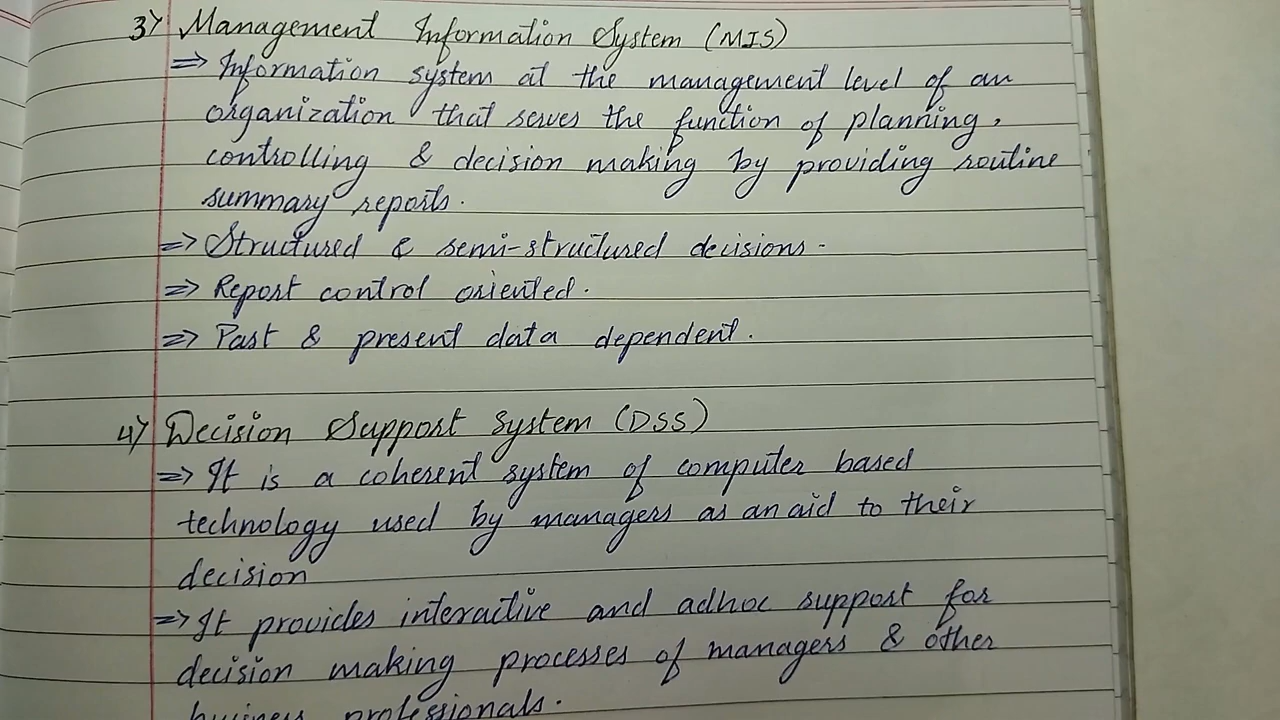 3) Management Information System (MIS)
⇒ Information system at the management level of an
organization that serves the function of planning,
controlling & decision making by providing routine
summary reports.
⇒ Structured & semi-structured decisions.
⇒ Report control oriented.
⇒ Past & present data dependent.
4) Decision Support System (DSS)
⇒ It is a coherent system of computer based
technology used by managers as an aid to their
decision
⇒ It provides interactive and adhoc support for
decision making processes of managers & other
business professionals.